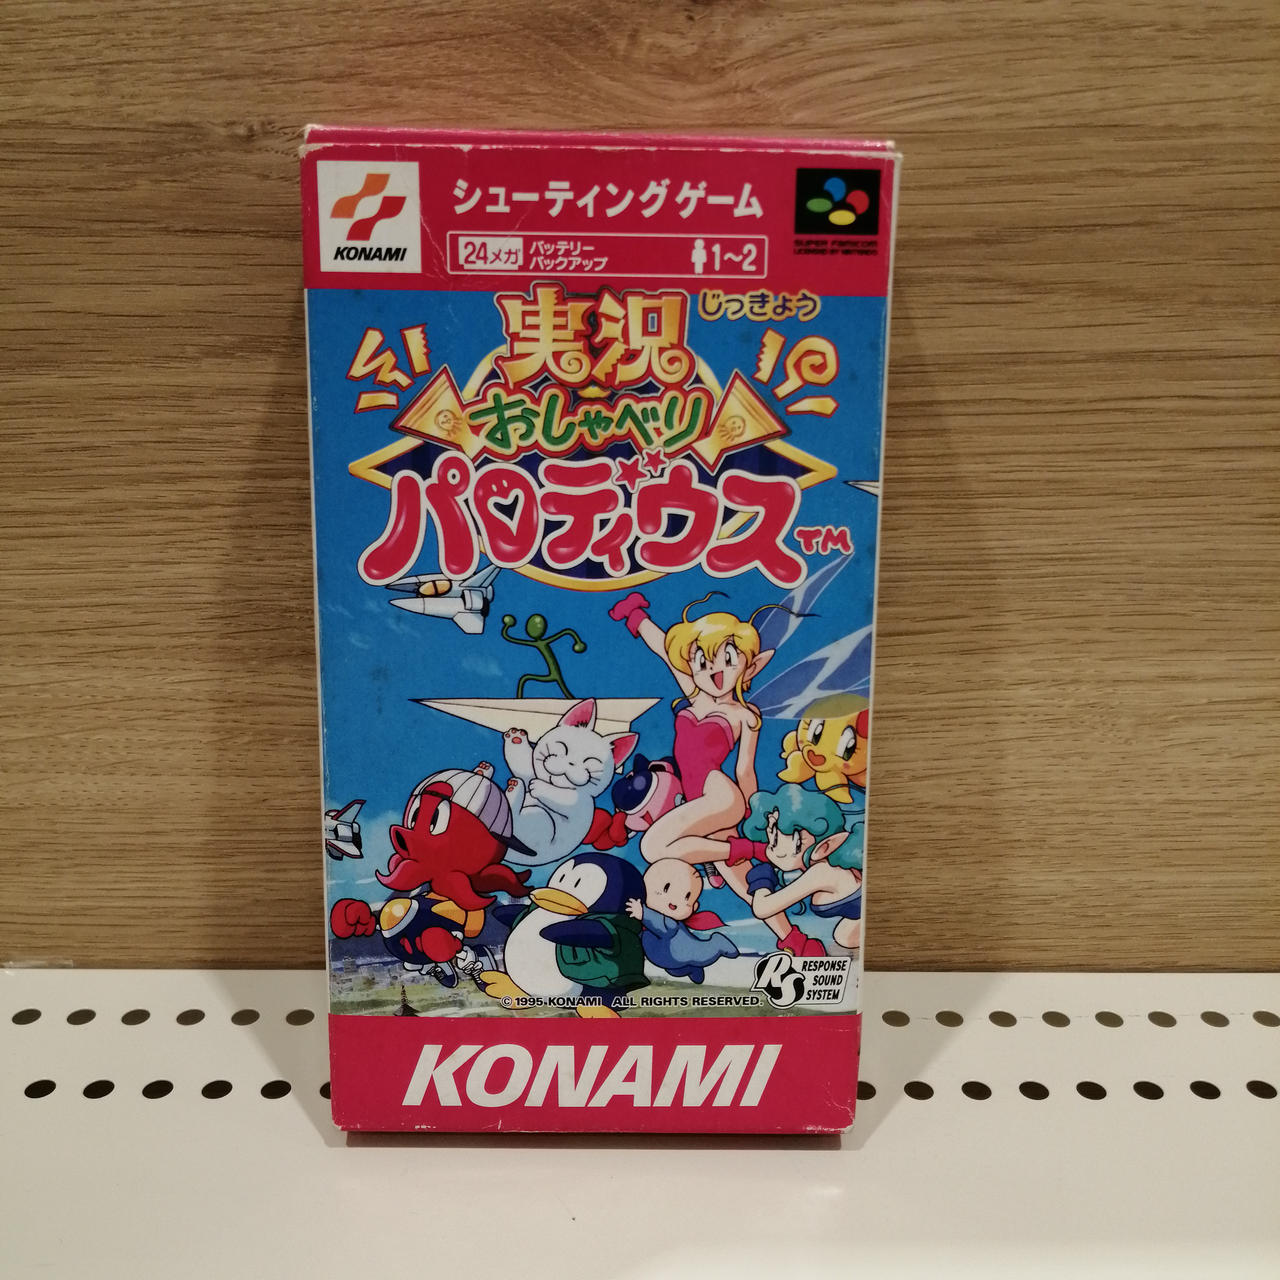 KONAMI
シューティングゲーム
24メガ
バッテリー
バックアップ
1~2
SUPER FAMICOM
LICENSED BY NINTENDO
じっきょう
実況
おしゃべり
パロディウス TM
RS
RESPONSE
SOUND
SYSTEM
© 1995 KONAMI ALL RIGHTS RESERVED.
KONAMI